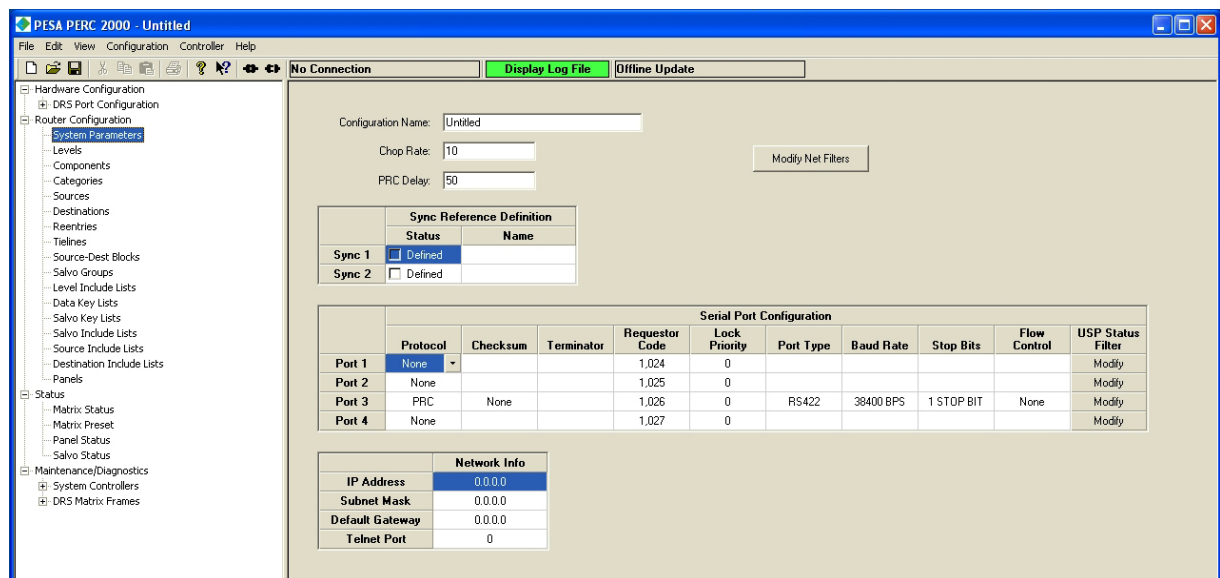 PESA PERC 2000 - Untitled
File Edit View Configuration Controller Help
No Connection Display Log File Offline Update
Hardware Configuration
DRS Port Configuration
Router Configuration
System Parameters
Levels
Components
Categories
Sources
Destinations
Reentries
Tielines
Source-Dest Blocks
Salvo Groups
Level Include Lists
Data Key Lists
Salvo Key Lists
Salvo Include Lists
Source Include Lists
Destination Include Lists
Panels
Status
Matrix Status
Matrix Preset
Panel Status
Salvo Status
Maintenance/Diagnostics
System Controllers
DRS Matrix Frames
Configuration Name: Untitled
Chop Rate: 10
PRC Delay: 50
Modify Net Filters
Sync Reference Definition
Status Name
Sync 1 Defined
Sync 2 Defined
Serial Port Configuration
Protocol Checksum Terminator Requestor Code Lock Priority Port Type Baud Rate Stop Bits Flow Control USP Status Filter
Port 1 None 1,024 0 Modify
Port 2 None 1,025 0 Modify
Port 3 PRC None 1,026 0 RS422 38400 BPS 1 STOP BIT None Modify
Port 4 None 1,027 0 Modify
Network Info
IP Address 0.0.0.0
Subnet Mask 0.0.0.0
Default Gateway 0.0.0.0
Telnet Port 0